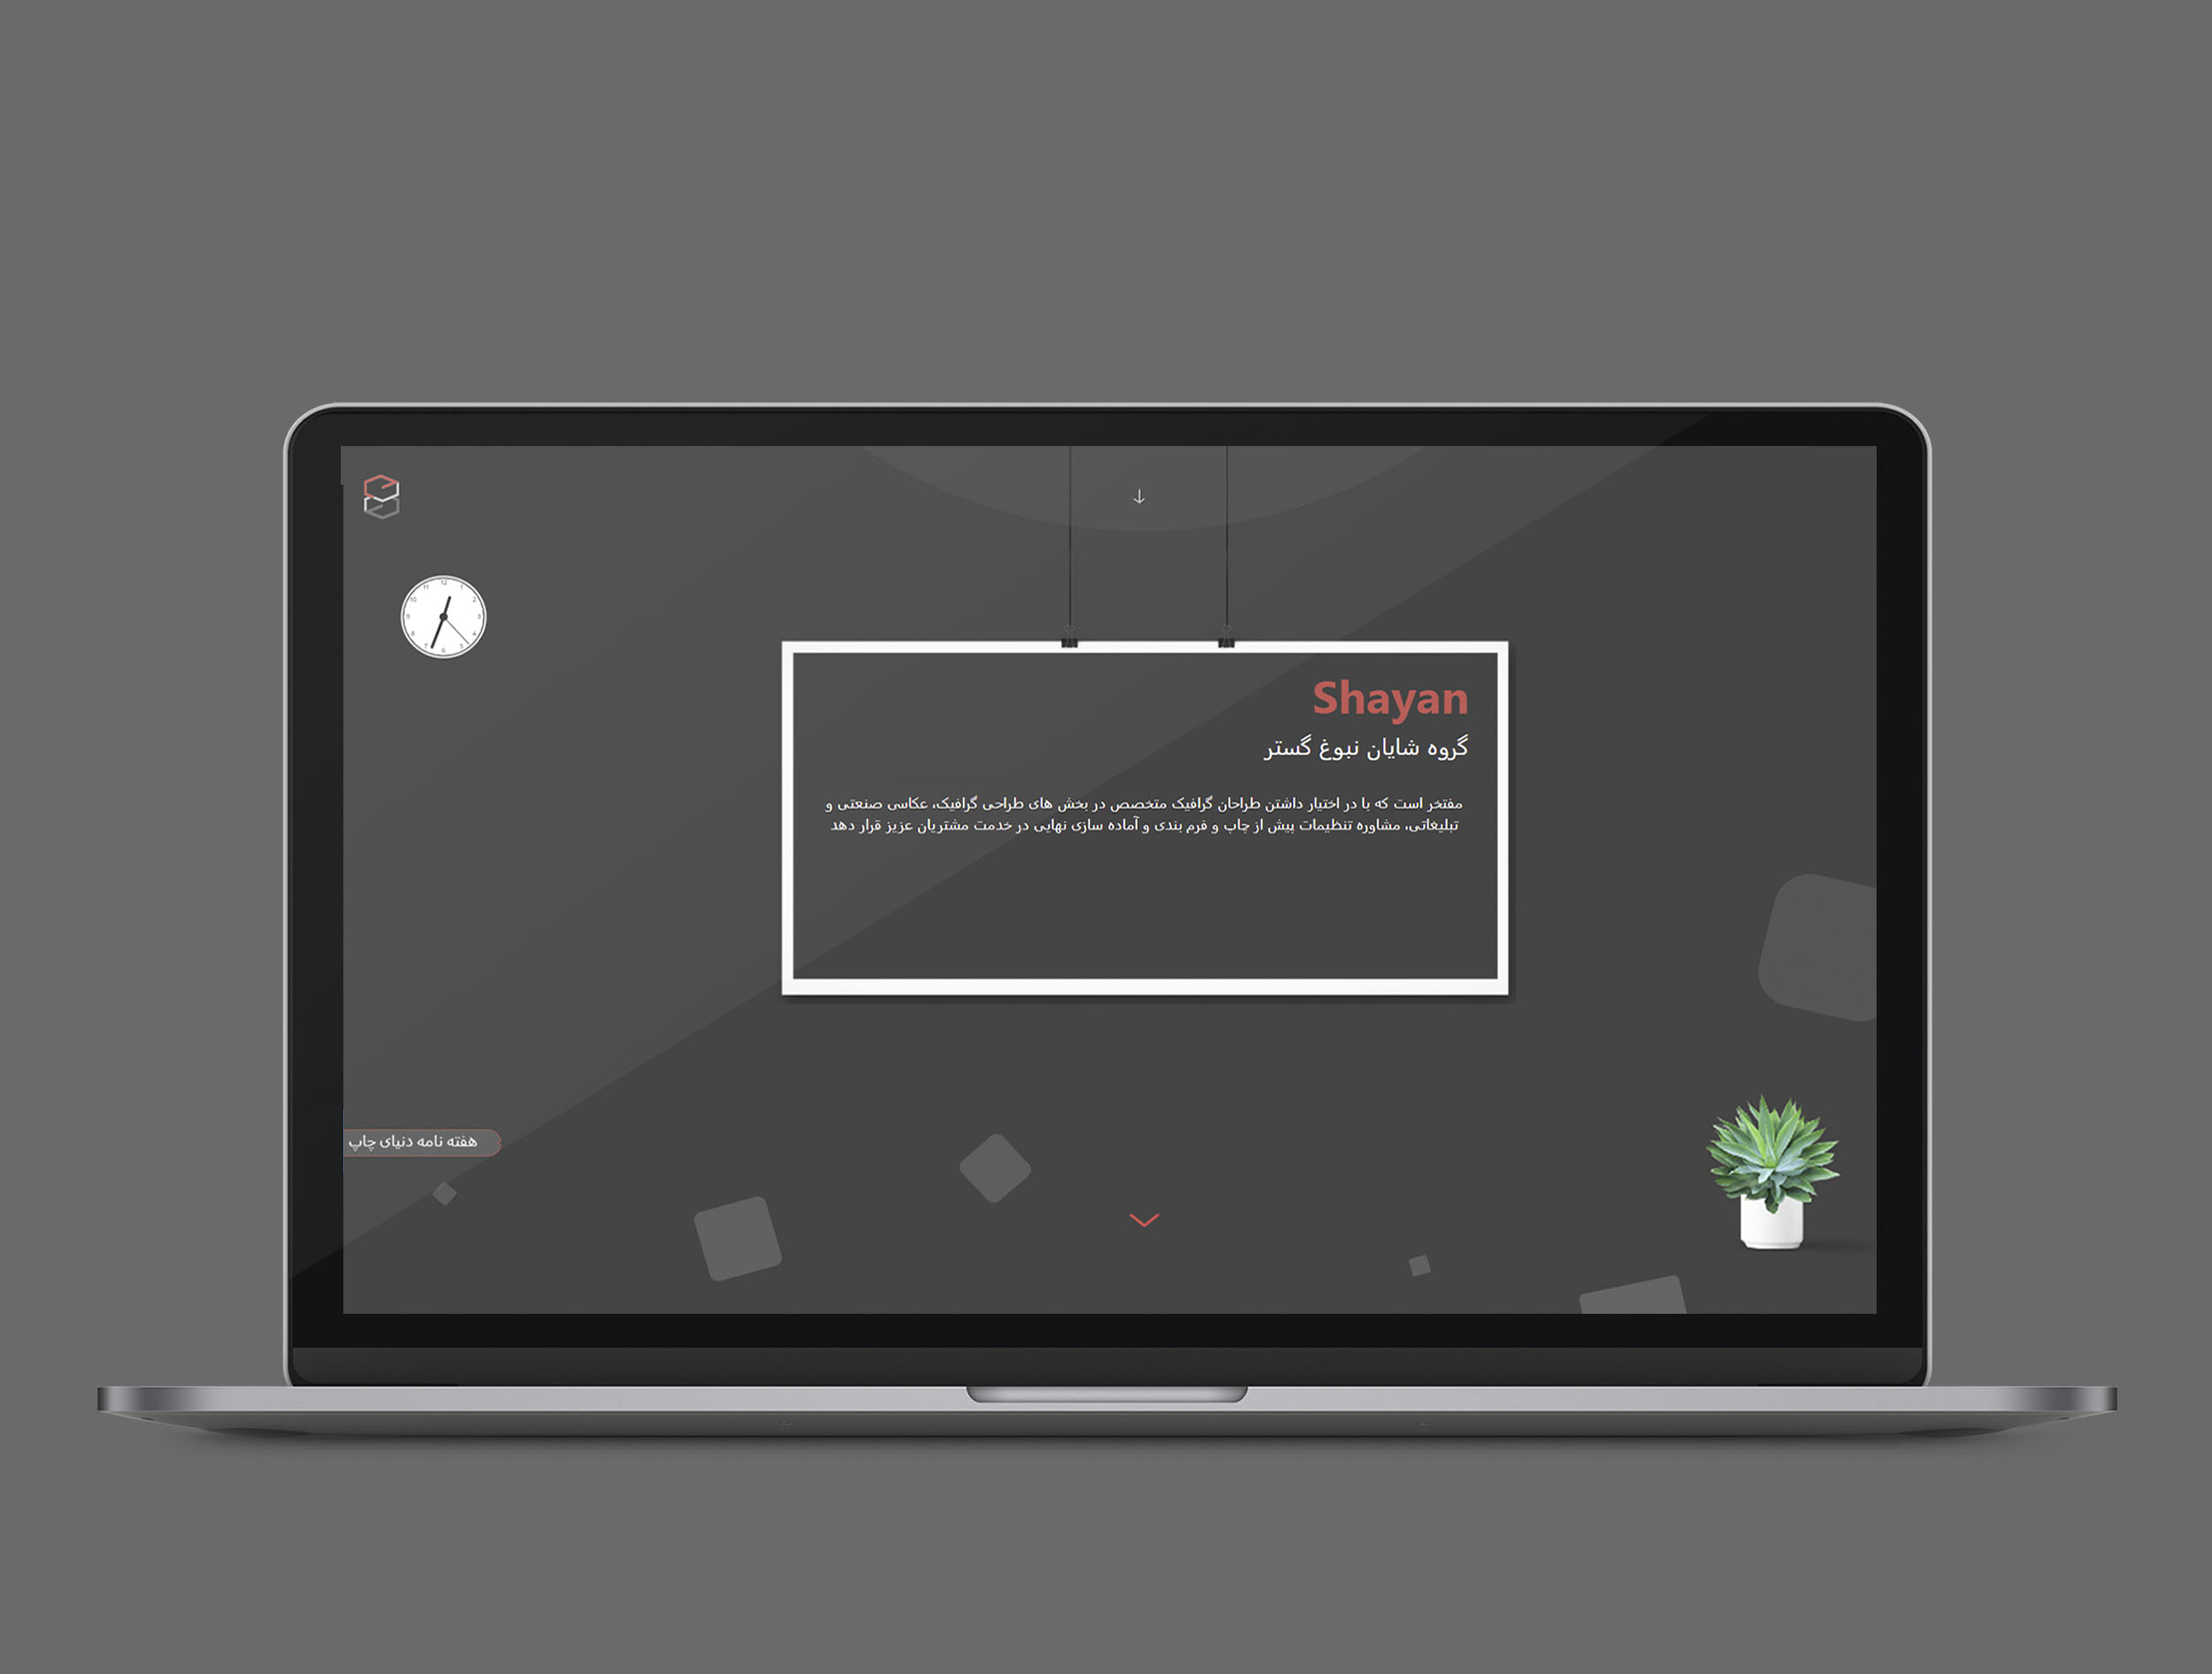 Shayan
گروه شایان نبوغ گستر
مفتخر است که با در اختیار داشتن طراحان گرافیک متخصص در بخش های طراحی گرافیک، عکاسی صنعتی و
تبلیغاتی، مشاوره تنظیمات پیش از چاپ و فرم بندی و آماده سازی نهایی در خدمت مشتریان عزیز قرار دهد
هفته نامه دنیای چاپ